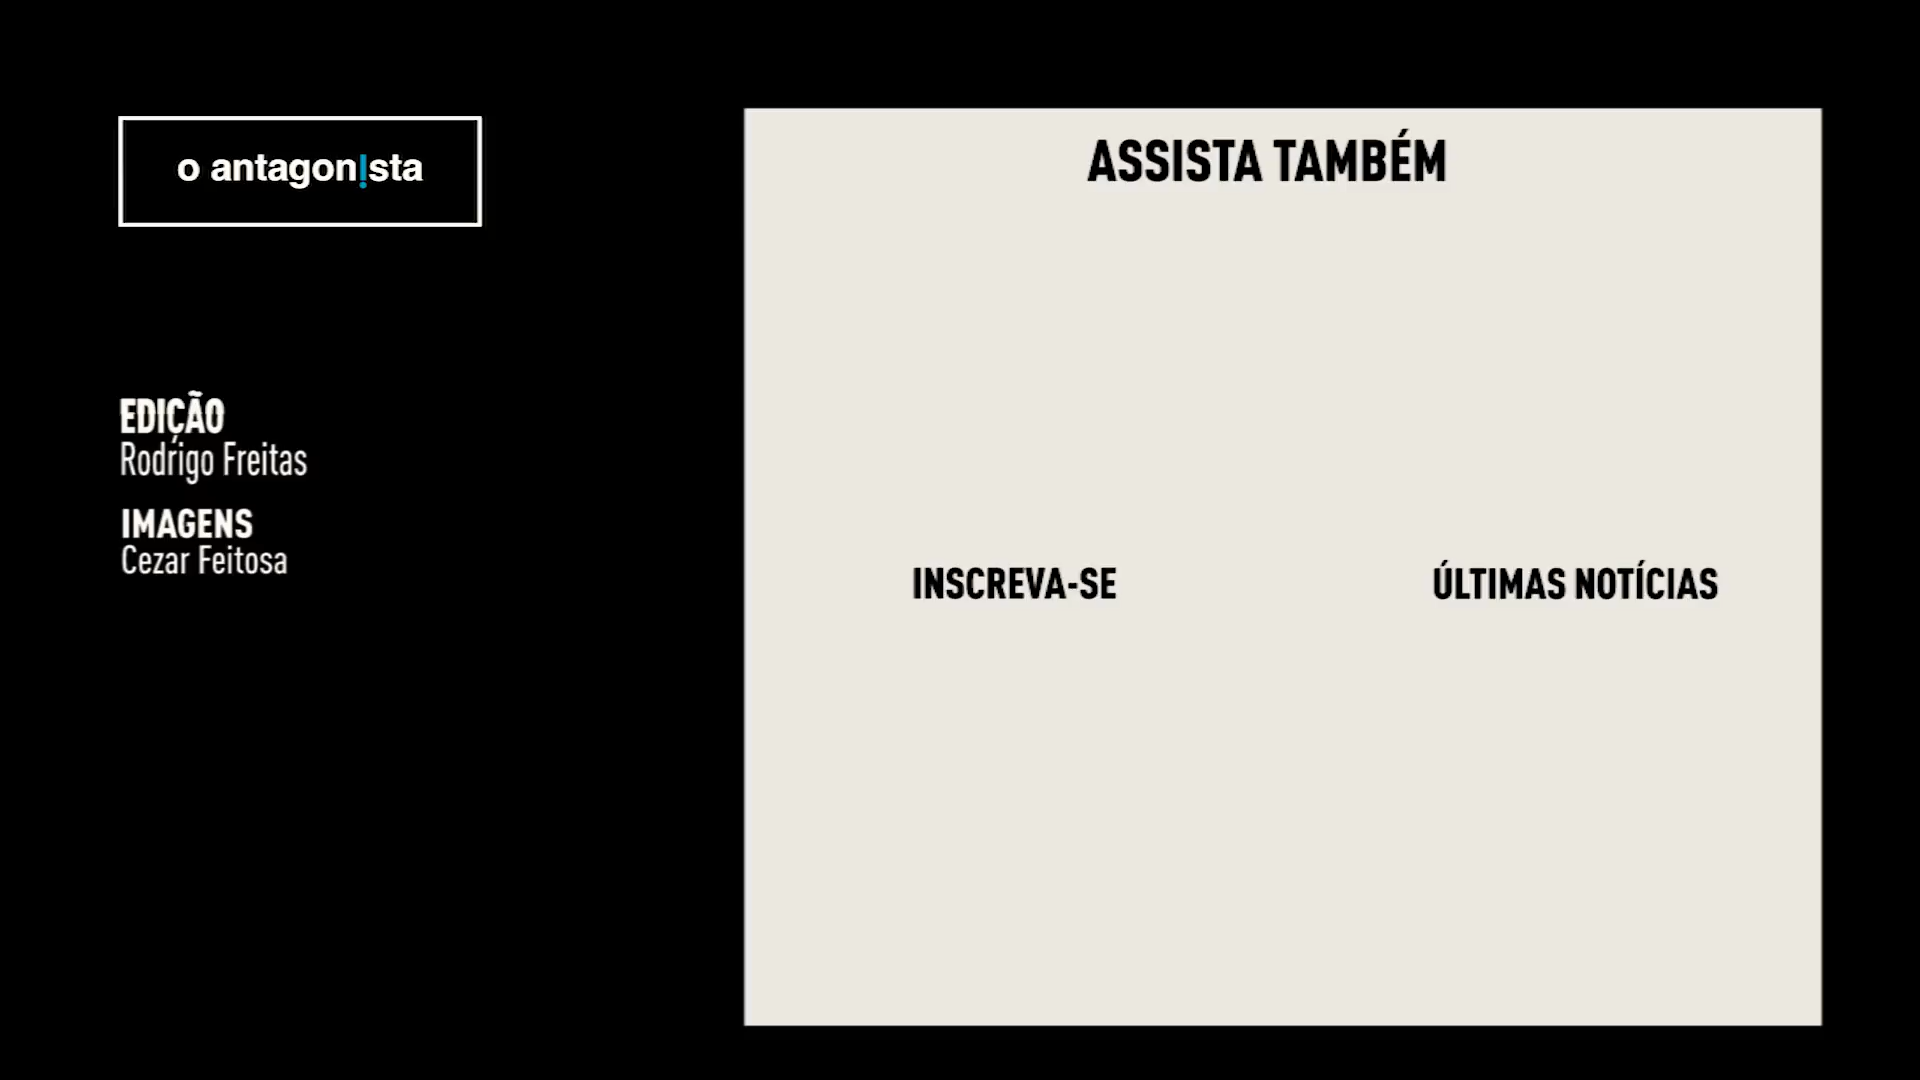 o antagon!sta
EDIÇÃO
Rodrigo Freitas
IMAGENS
Cezar Feitosa
ASSISTA TAMBÉM
INSCREVA-SE
ÚLTIMAS NOTÍCIAS